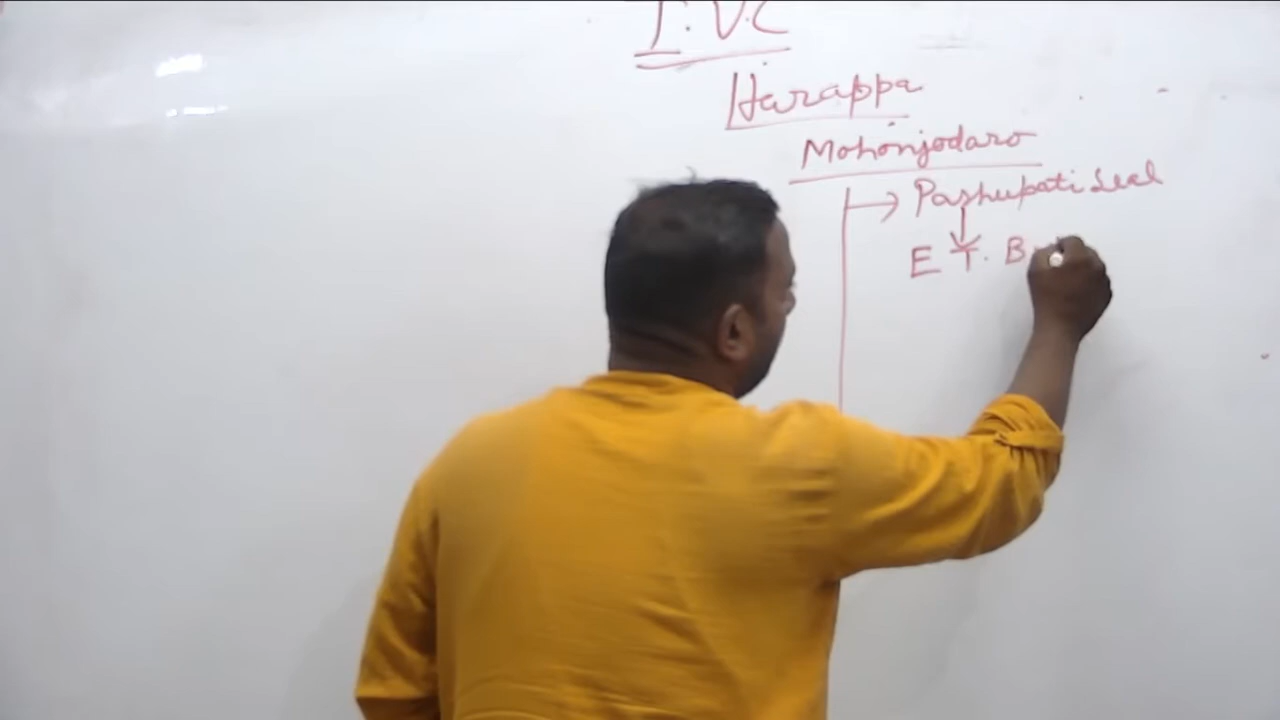 I.V.C
Harappa
Mohonjodaro
→ Pashupati Seal
E T. B